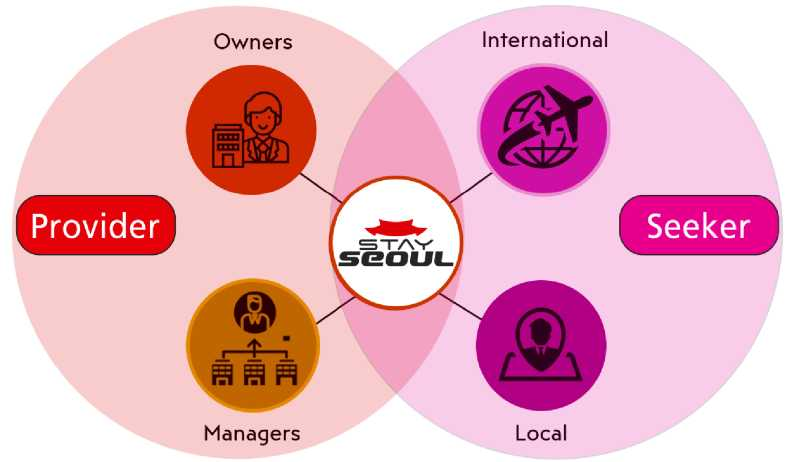 Owners
International
Provider
Seeker
STAY
SEOUL
Managers
Local